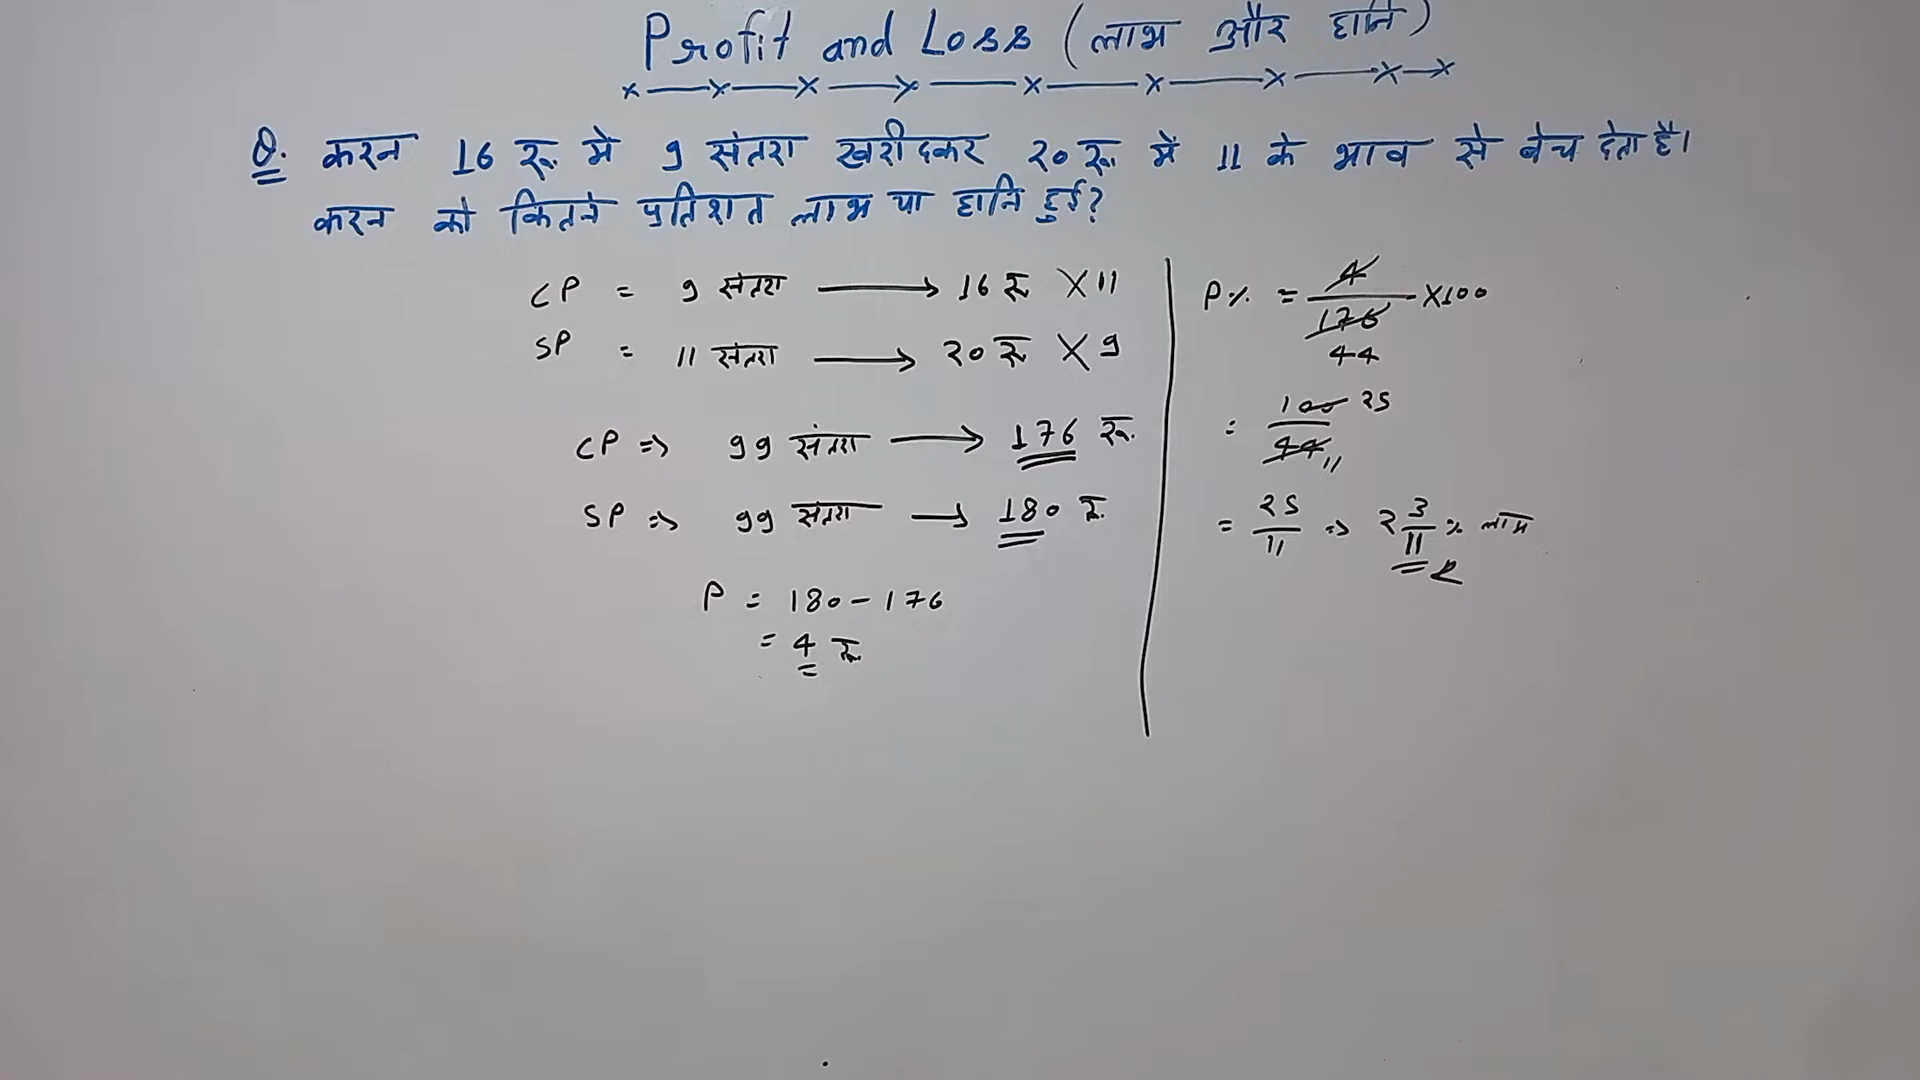 Profit and Loss (लाभ और हानि)
Q. करन 16 रू. में 9 संतरा खरीदकर 20 रू. में 11 के भाव से बेच देता है।
करन को कितने प्रतिशत लाभ या हानि हुई?
CP = 9 संतरा → 16 रू X 11
SP = 11 संतरा → 20 रू X 9
CP ⇒ 99 संतरा → 176 रू.
SP ⇒ 99 संतरा → 180 रू.
P = 180 - 176
= 4 रू.
P% = 4/176 X100
44
= 100/44 25
11
= 25/11 ⇒ 2 3/11 % लाभ